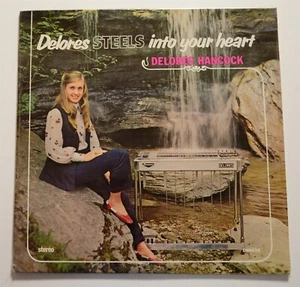 Delores STEELS into your heart
DELORES HANCOCK
stereo